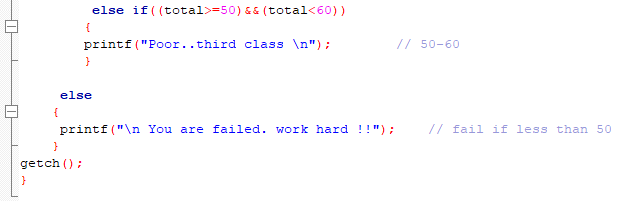 else if((total>=50)&&(total<60))
{
printf("Poor..third class \n");        // 50-60
}
else
{
printf("\n You are failed. work hard !!");    // fail if less than 50
}
getch();
}